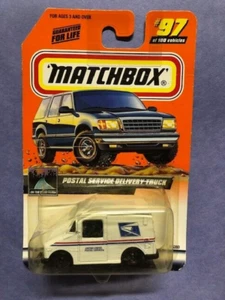 FOR AGES 3 AND OVER
GUARANTEED
FOR LIFE
#97
of 100 vehicles
MATCHBOX
®
POSTAL SERVICE DELIVERY TRUCK